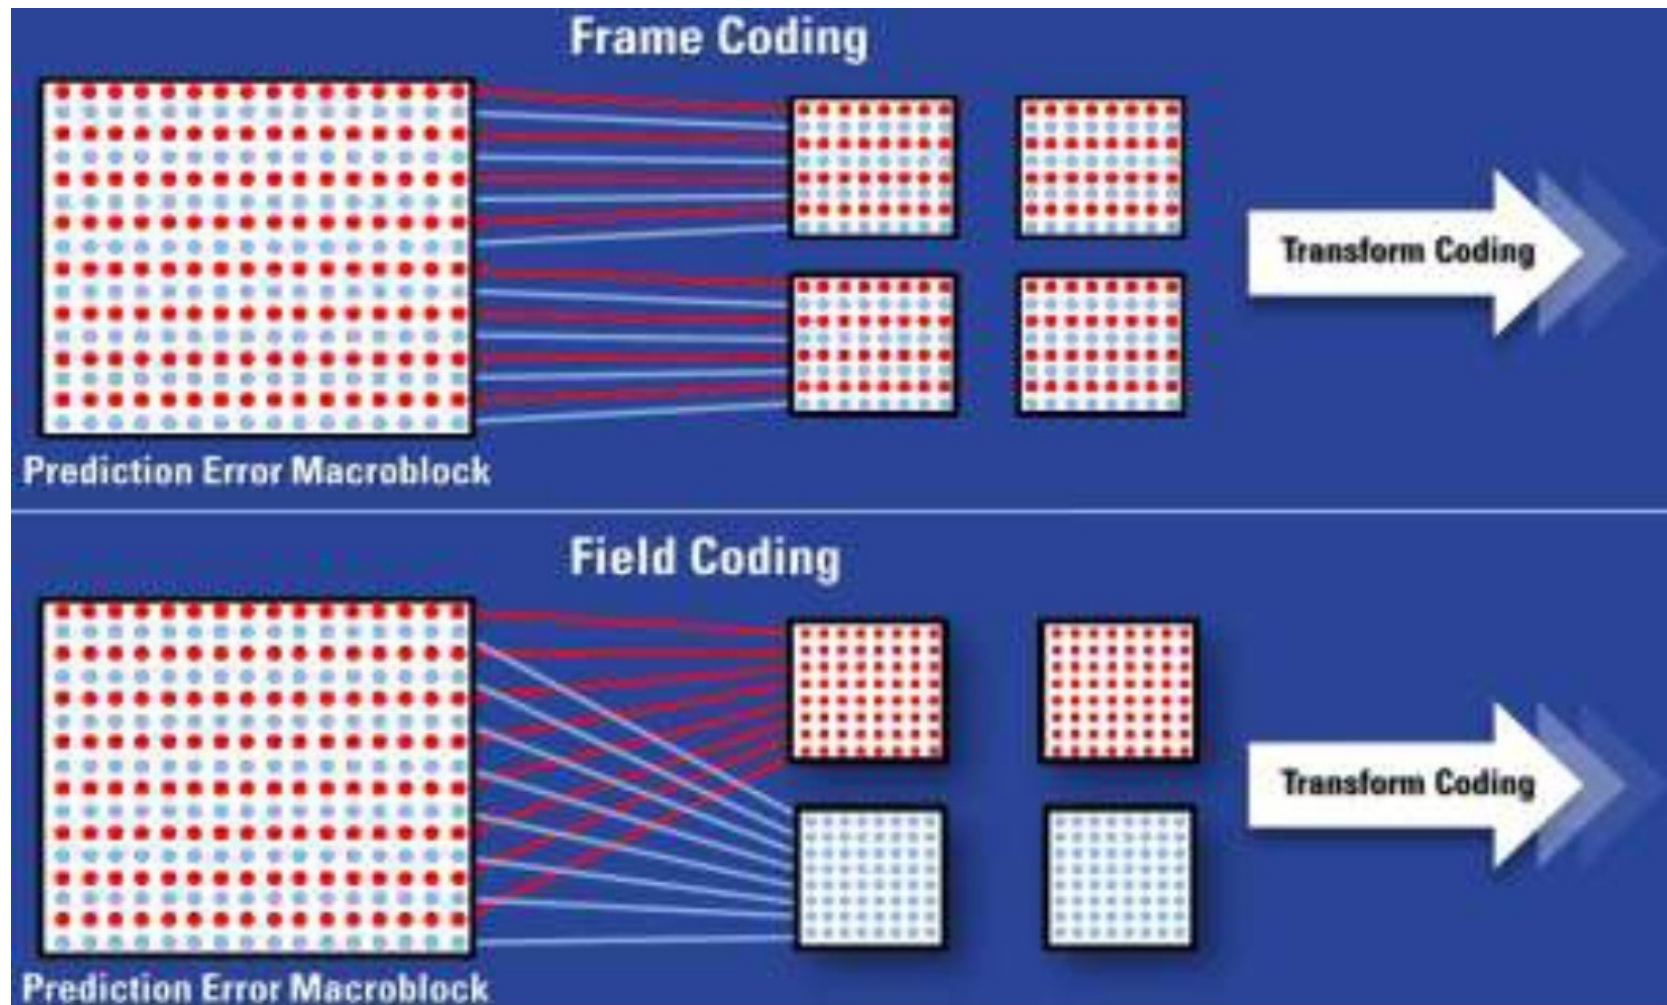 Frame Coding
Transform Coding
Prediction Error Macroblock
Field Coding
Transform Coding
Prediction Error Macroblock